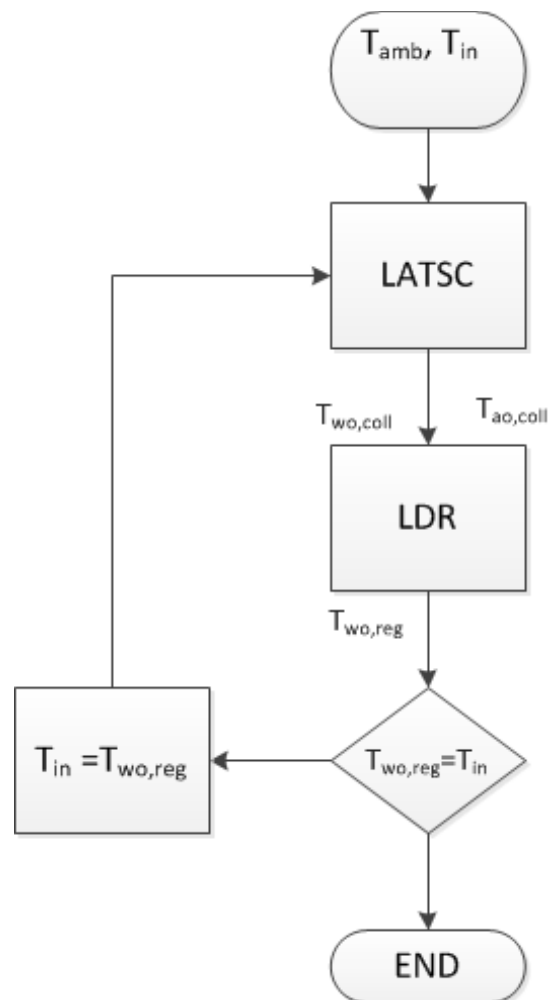 T_amb, T_in
LATSC
T_wo,coll
T_ao,coll
LDR
T_wo,reg
T_in =T_wo,reg
T_wo,reg=T_in
END